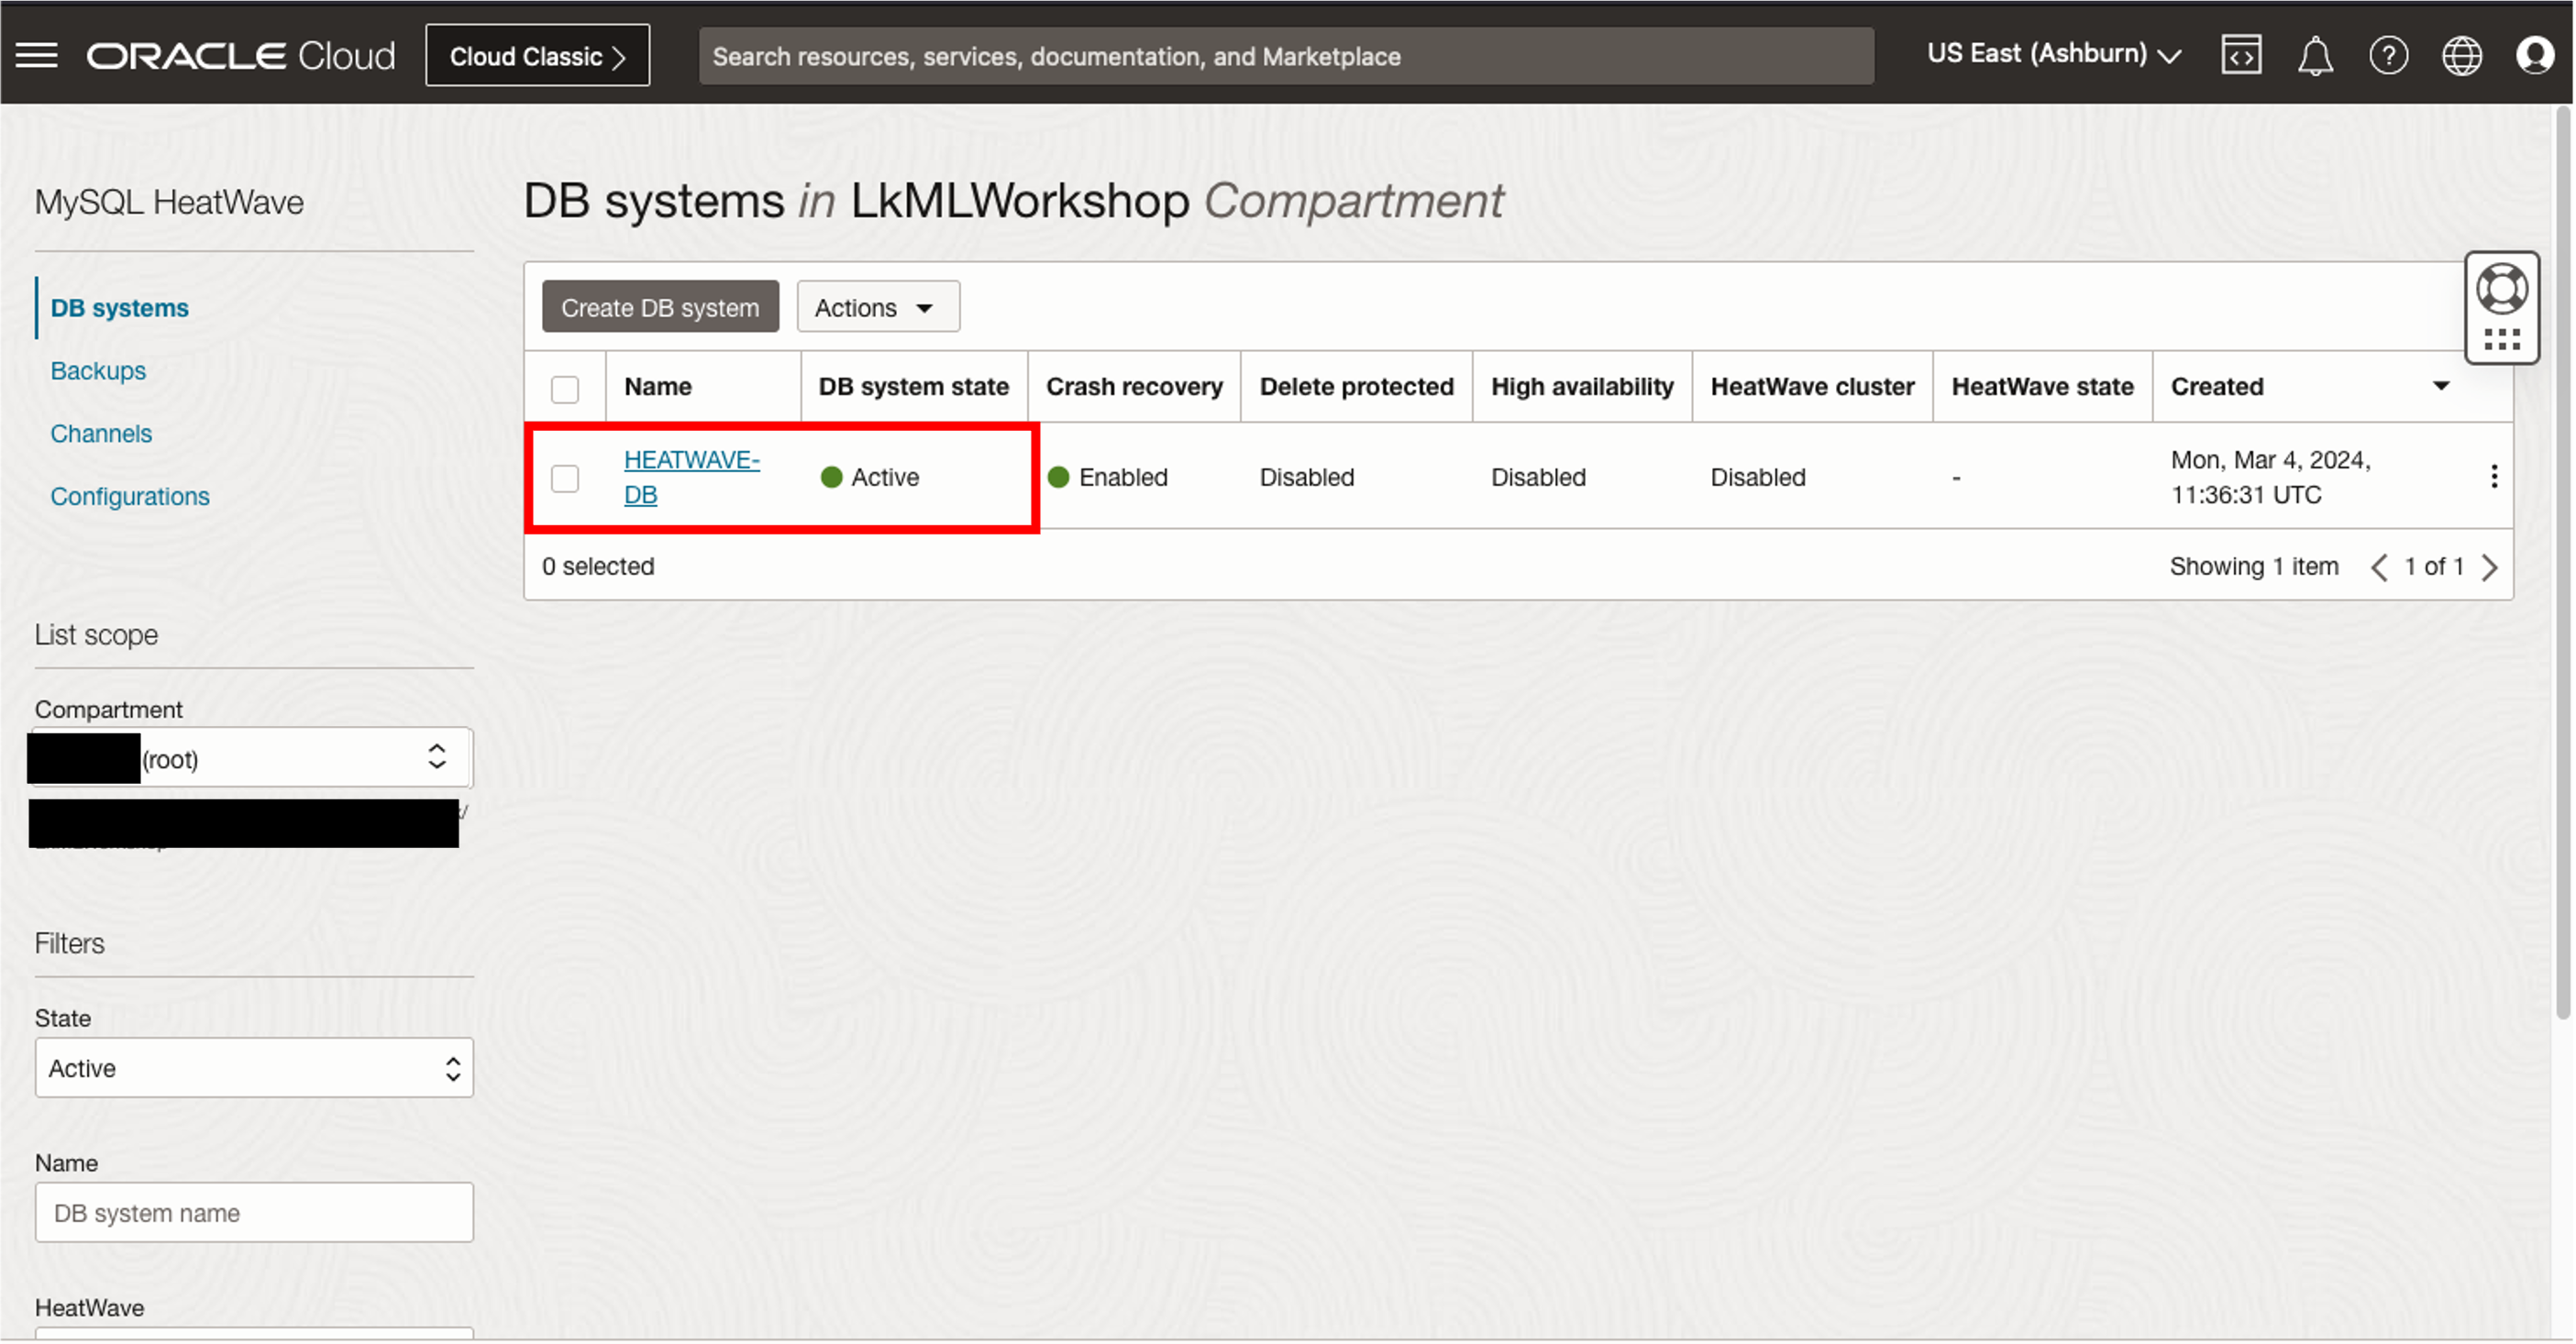 ORACLE Cloud
Cloud Classic
Search resources, services, documentation, and Marketplace
US East (Ashburn)
MySQL HeatWave
DB systems
Backups
Channels
Configurations
List scope
Compartment
(root)
Filters
State
Active
Name
DB system name
HeatWave
DB systems in LkMLWorkshop Compartment
Create DB system
Actions
Name DB system state Crash recovery Delete protected High availability HeatWave cluster HeatWave state Created
HEATWAVE-
DB
Active
Enabled
Disabled
Disabled
Disabled
-
Mon, Mar 4, 2024,
11:36:31 UTC
0 selected
Showing 1 item
1 of 1